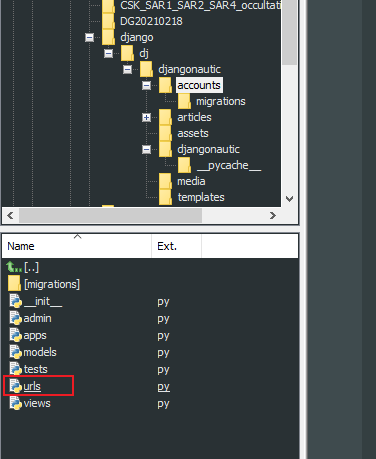 CSK_SAR1_SAR2_SAR4_occultati
DG20210218
django
dj
djangonautic
accounts
migrations
articles
assets
djangonautic
__pycache__
media
templates
Name Ext.
[..]
[migrations]
__init__ py
admin py
apps py
models py
tests py
urls py
views py